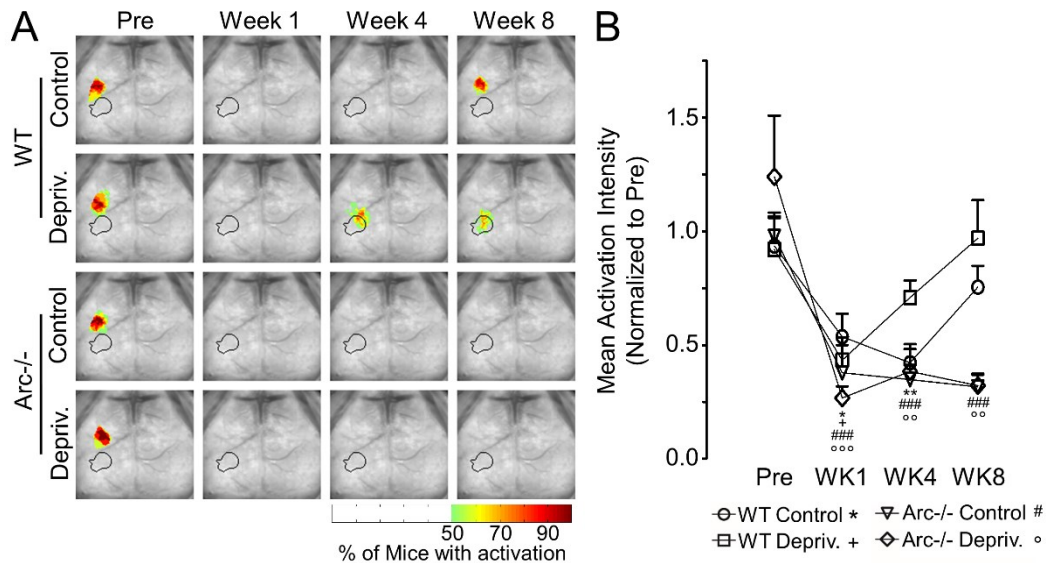 A
Pre Week 1 Week 4 Week 8
WT
Control
Depriv.
Arc-/-
Control
Depriv.
50 70 90
% of Mice with activation
B
Mean Activation Intensity
(Normalized to Pre)
1.5
1.0
0.5
0.0
*
+
###
°°°
**
###
°°
###
°°
Pre WK1 WK4 WK8
WT Control * Arc-/- Control #
WT Depriv. + Arc-/- Depriv. °